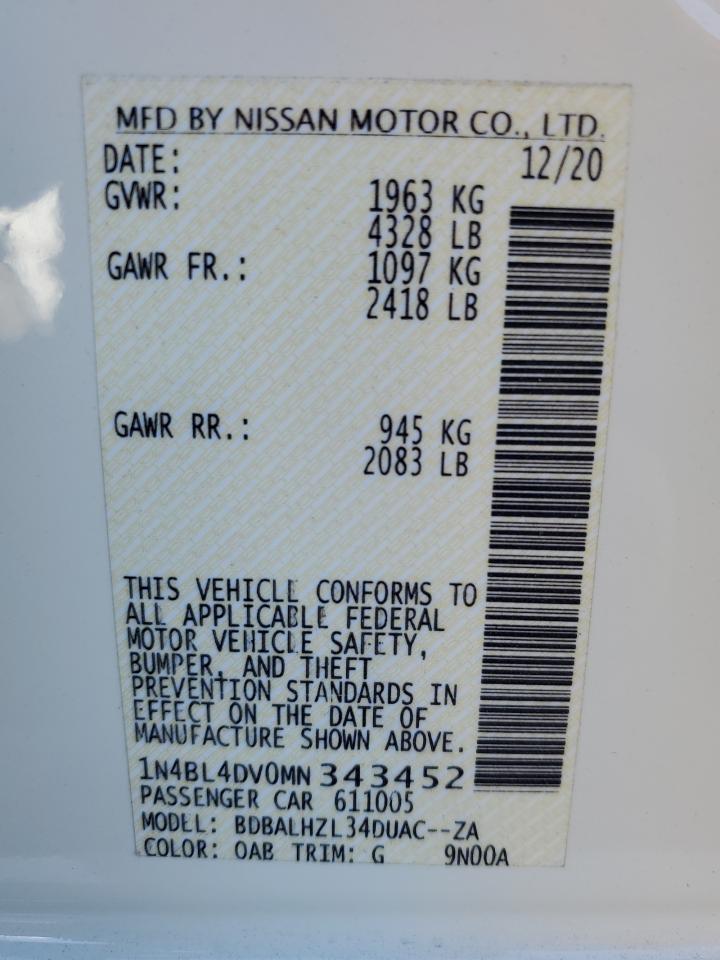 MFD BY NISSAN MOTOR CO., LTD.
DATE: 12/20
GVWR: 1963 KG
4328 LB
GAWR FR.: 1097 KG
2418 LB
GAWR RR.: 945 KG
2083 LB
THIS VEHICLE CONFORMS TO
ALL APPLICABLE FEDERAL
MOTOR VEHICLE SAFETY,
BUMPER, AND THEFT
PREVENTION STANDARDS IN
EFFECT ON THE DATE OF
MANUFACTURE SHOWN ABOVE.
1N4BL4DV0MN 343452
PASSENGER CAR 611005
MODEL: BDBALHZL34DUAC--ZA
COLOR: QAB TRIM: G 9N00A